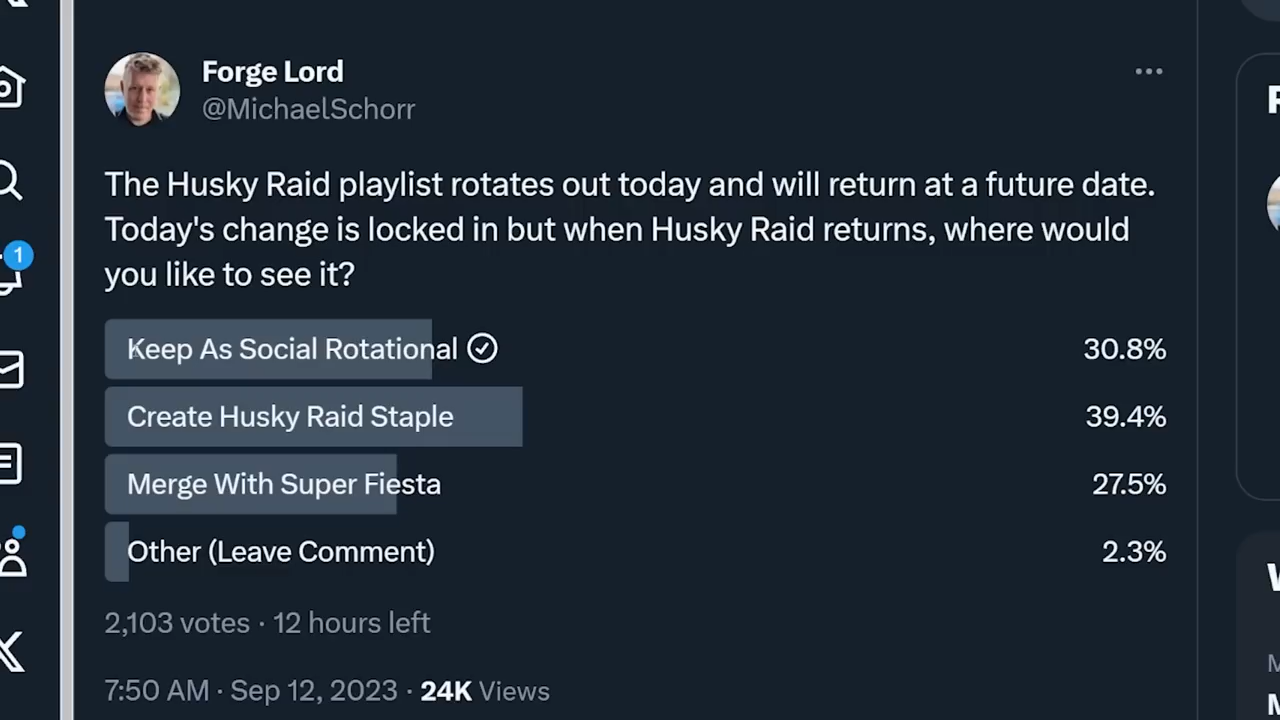 Forge Lord
@MichaelSchorr
The Husky Raid playlist rotates out today and will return at a future date.
Today's change is locked in but when Husky Raid returns, where would
you like to see it?
Keep As Social Rotational 30.8%
Create Husky Raid Staple 39.4%
Merge With Super Fiesta 27.5%
Other (Leave Comment) 2.3%
2,103 votes · 12 hours left
7:50 AM · Sep 12, 2023 · 24K Views
1